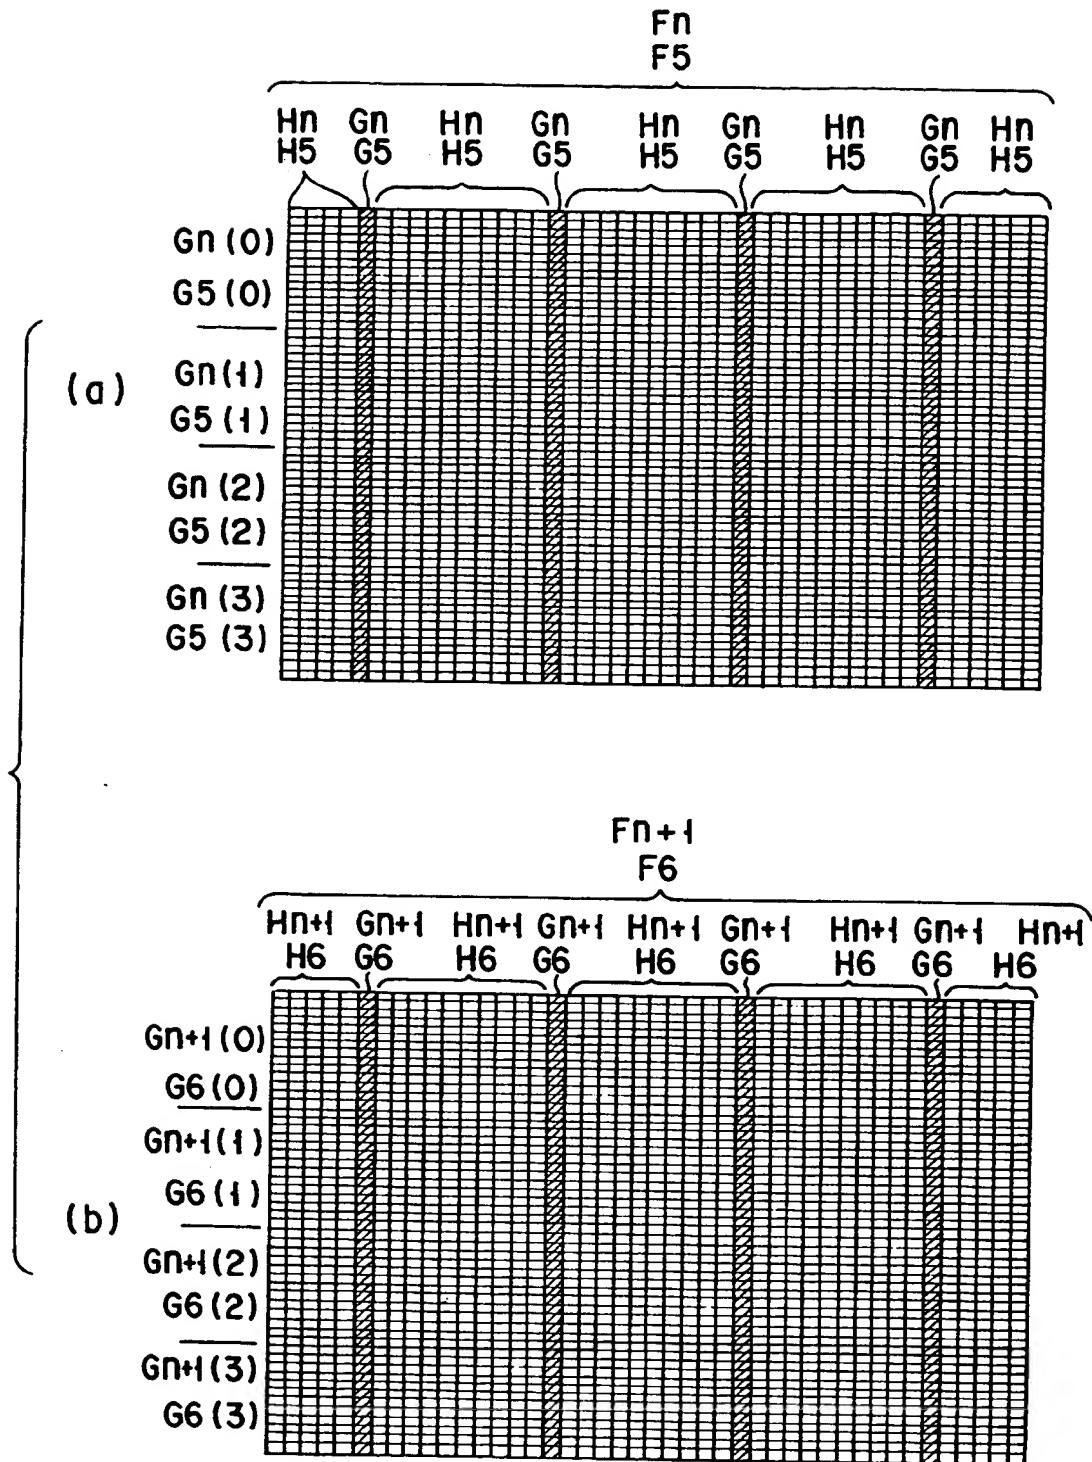 Fn
F5
Hn Gn Hn Gn Hn Gn Hn Gn Hn
H5 G5 H5 G5 H5 G5 H5 G5 H5
Gn (0)
G5 (0)
(a)
Gn (1)
G5 (1)
Gn (2)
G5 (2)
Gn (3)
G5 (3)
Fn+1
F6
Hn+1 Gn+1 Hn+1 Gn+1 Hn+1 Gn+1 Hn+1 Gn+1 Hn+1
H6 G6 H6 G6 H6 G6 H6 G6 H6
Gn+1 (0)
G6 (0)
Gn+1 (1)
G6 (1)
(b)
Gn+1 (2)
G6 (2)
Gn+1 (3)
G6 (3)